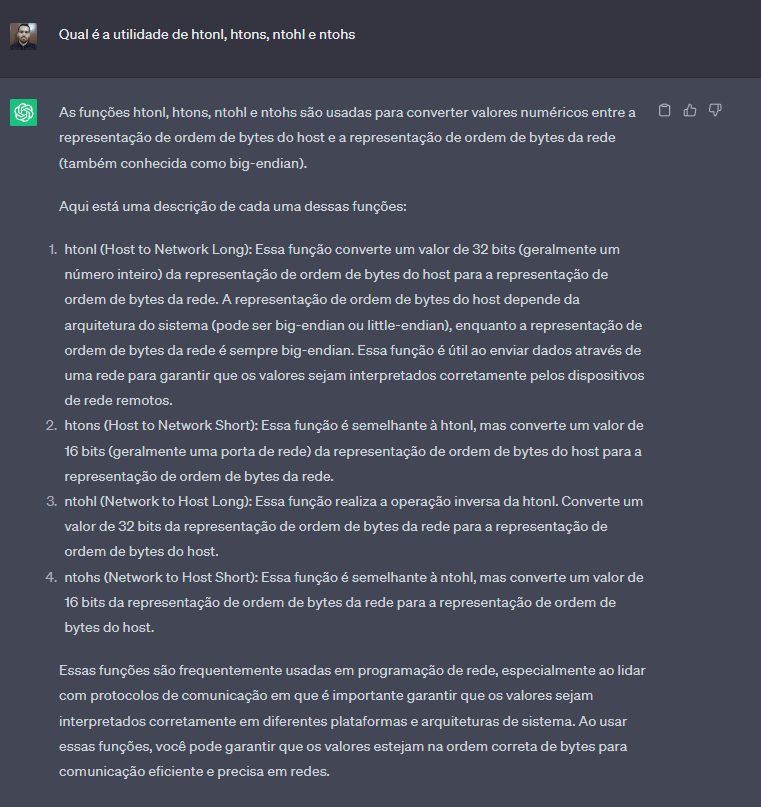 Qual é a utilidade de htonl, htons, ntohl e ntohs
As funções htonl, htons, ntohl e ntohs são usadas para converter valores numéricos entre a
representação de ordem de bytes do host e a representação de ordem de bytes da rede
(também conhecida como big-endian).
Aqui está uma descrição de cada uma dessas funções:
1. htonl (Host to Network Long): Essa função converte um valor de 32 bits (geralmente um
número inteiro) da representação de ordem de bytes do host para a representação de
ordem de bytes da rede. A representação de ordem de bytes do host depende da
arquitetura do sistema (pode ser big-endian ou little-endian), enquanto a representação de
ordem de bytes da rede é sempre big-endian. Essa função é útil ao enviar dados através de
uma rede para garantir que os valores sejam interpretados corretamente pelos dispositivos
de rede remotos.
2. htons (Host to Network Short): Essa função é semelhante à htonl, mas converte um valor de
16 bits (geralmente uma porta de rede) da representação de ordem de bytes do host para a
representação de ordem de bytes da rede.
3. ntohl (Network to Host Long): Essa função realiza a operação inversa da htonl. Converte um
valor de 32 bits da representação de ordem de bytes da rede para a representação de
ordem de bytes do host.
4. ntohs (Network to Host Short): Essa função é semelhante à ntohl, mas converte um valor de
16 bits da representação de ordem de bytes da rede para a representação de ordem de
bytes do host.
Essas funções são frequentemente usadas em programação de rede, especialmente ao lidar
com protocolos de comunicação em que é importante garantir que os valores sejam
interpretados corretamente em diferentes plataformas e arquiteturas de sistema. Ao usar
essas funções, você pode garantir que os valores estejam na ordem correta de bytes para
comunicação eficiente e precisa em redes.